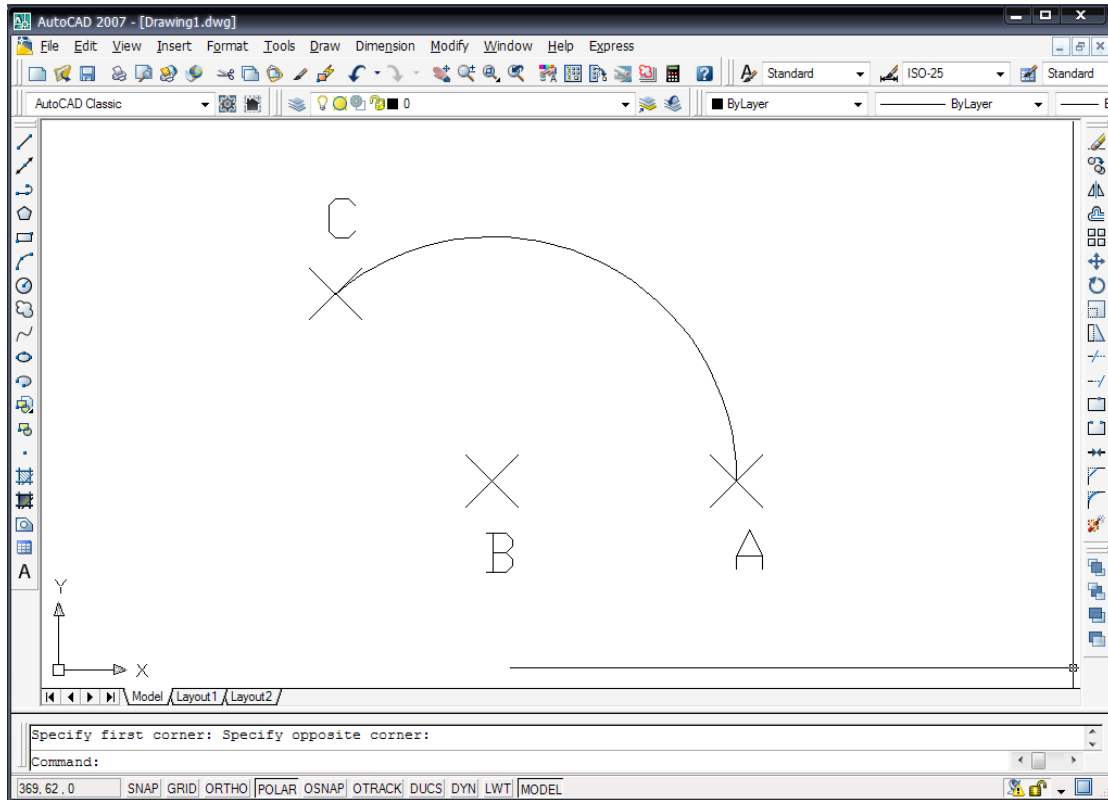 AutoCAD 2007 - [Drawing1.dwg]
File Edit View Insert Format Tools Draw Dimension Modify Window Help Express
Standard ISO-25 Standard
AutoCAD Classic 0 ByLayer ByLayer
C
B A
Y
X
Model Layout1 Layout2
Specify first corner: Specify opposite corner:
Command:
369, 62 , 0 SNAP GRID ORTHO POLAR OSNAP OTRACK DUCS DYN LWT MODEL